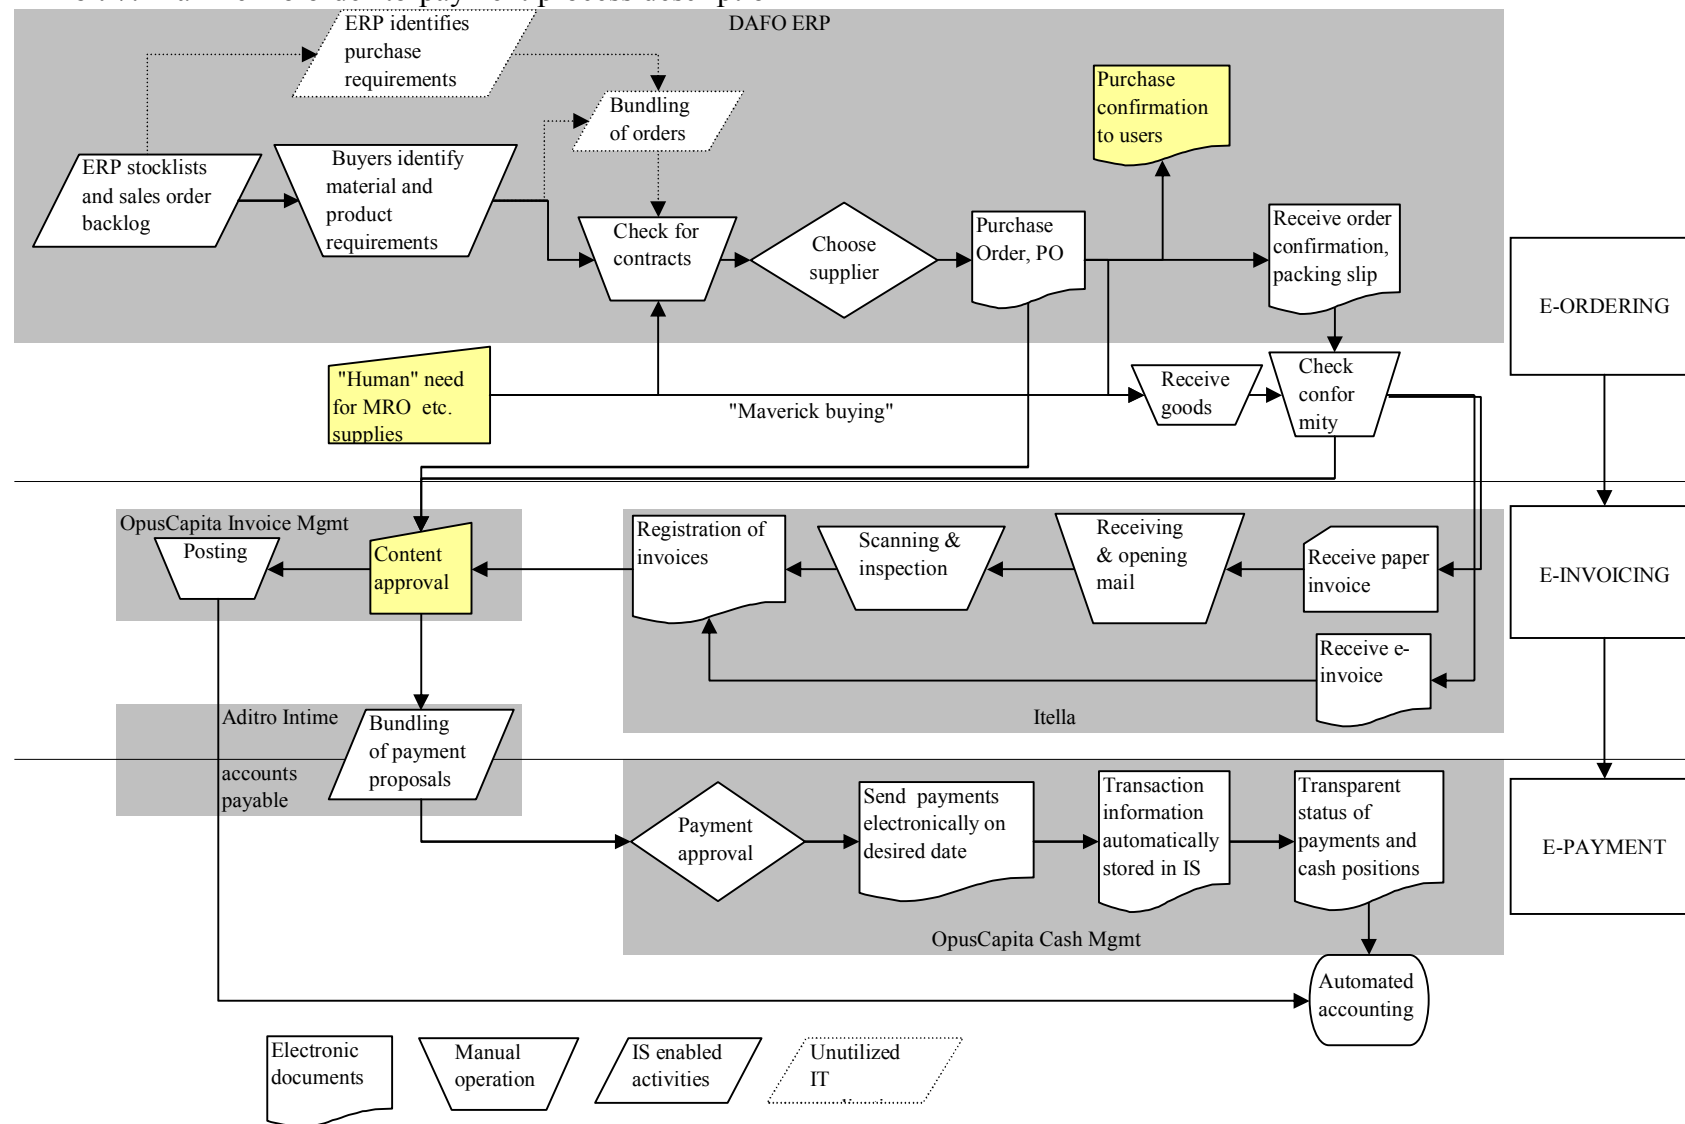 order to payment process description
DAFO ERP
ERP identifies
purchase
requirements
Bundling
of orders
Purchase
confirmation
to users
ERP stocklists
and sales order
backlog
Buyers identify
material and
product
requirements
Check for
contracts
Choose
supplier
Purchase
Order, PO
Receive order
confirmation,
packing slip
E-ORDERING
"Human" need
for MRO etc.
supplies
"Maverick buying"
Receive
goods
Check
confor
mity
OpusCapita Invoice Mgmt
Posting
Content
approval
Registration of
invoices
Scanning &
inspection
Receiving
& opening
mail
Receive paper
invoice
E-INVOICING
Receive e-
invoice
Itella
Aditro Intime
accounts
payable
Bundling
of payment
proposals
Payment
approval
Send payments
electronically on
desired date
Transaction
information
automatically
stored in IS
Transparent
status of
payments and
cash positions
E-PAYMENT
OpusCapita Cash Mgmt
Automated
accounting
Electronic
documents
Manual
operation
IS enabled
activities
Unutilized
IT